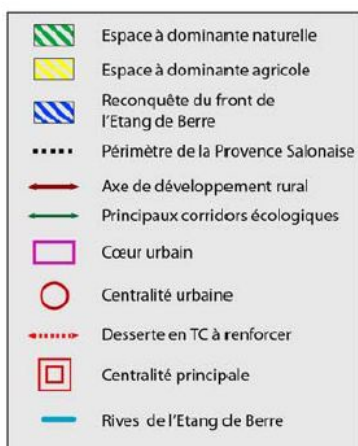 Espace à dominante naturelle
Espace à dominante agricole
Reconquête du front de
l'Etang de Berre
Périmètre de la Provence Salonaise
Axe de développement rural
Principaux corridors écologiques
Cœur urbain
Centralité urbaine
Desserte en TC à renforcer
Centralité principale
Rives de l'Etang de Berre